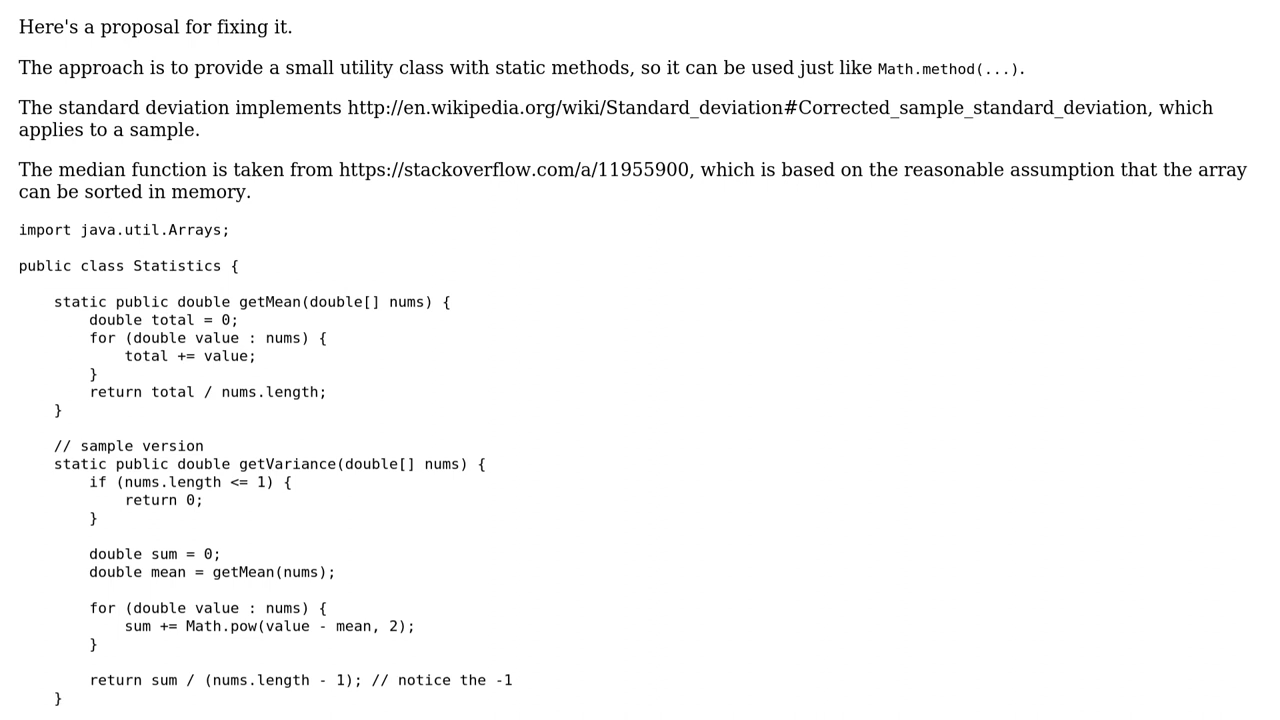 Here's a proposal for fixing it.
The approach is to provide a small utility class with static methods, so it can be used just like Math.method(...).
The standard deviation implements http://en.wikipedia.org/wiki/Standard_deviation#Corrected_sample_standard_deviation, which
applies to a sample.
The median function is taken from https://stackoverflow.com/a/11955900, which is based on the reasonable assumption that the array
can be sorted in memory.
import java.util.Arrays;
public class Statistics {
    static public double getMean(double[] nums) {
        double total = 0;
        for (double value : nums) {
            total += value;
        }
        return total / nums.length;
    }
    // sample version
    static public double getVariance(double[] nums) {
        if (nums.length <= 1) {
            return 0;
        }
        double sum = 0;
        double mean = getMean(nums);
        for (double value : nums) {
            sum += Math.pow(value - mean, 2);
        }
        return sum / (nums.length - 1); // notice the -1
    }